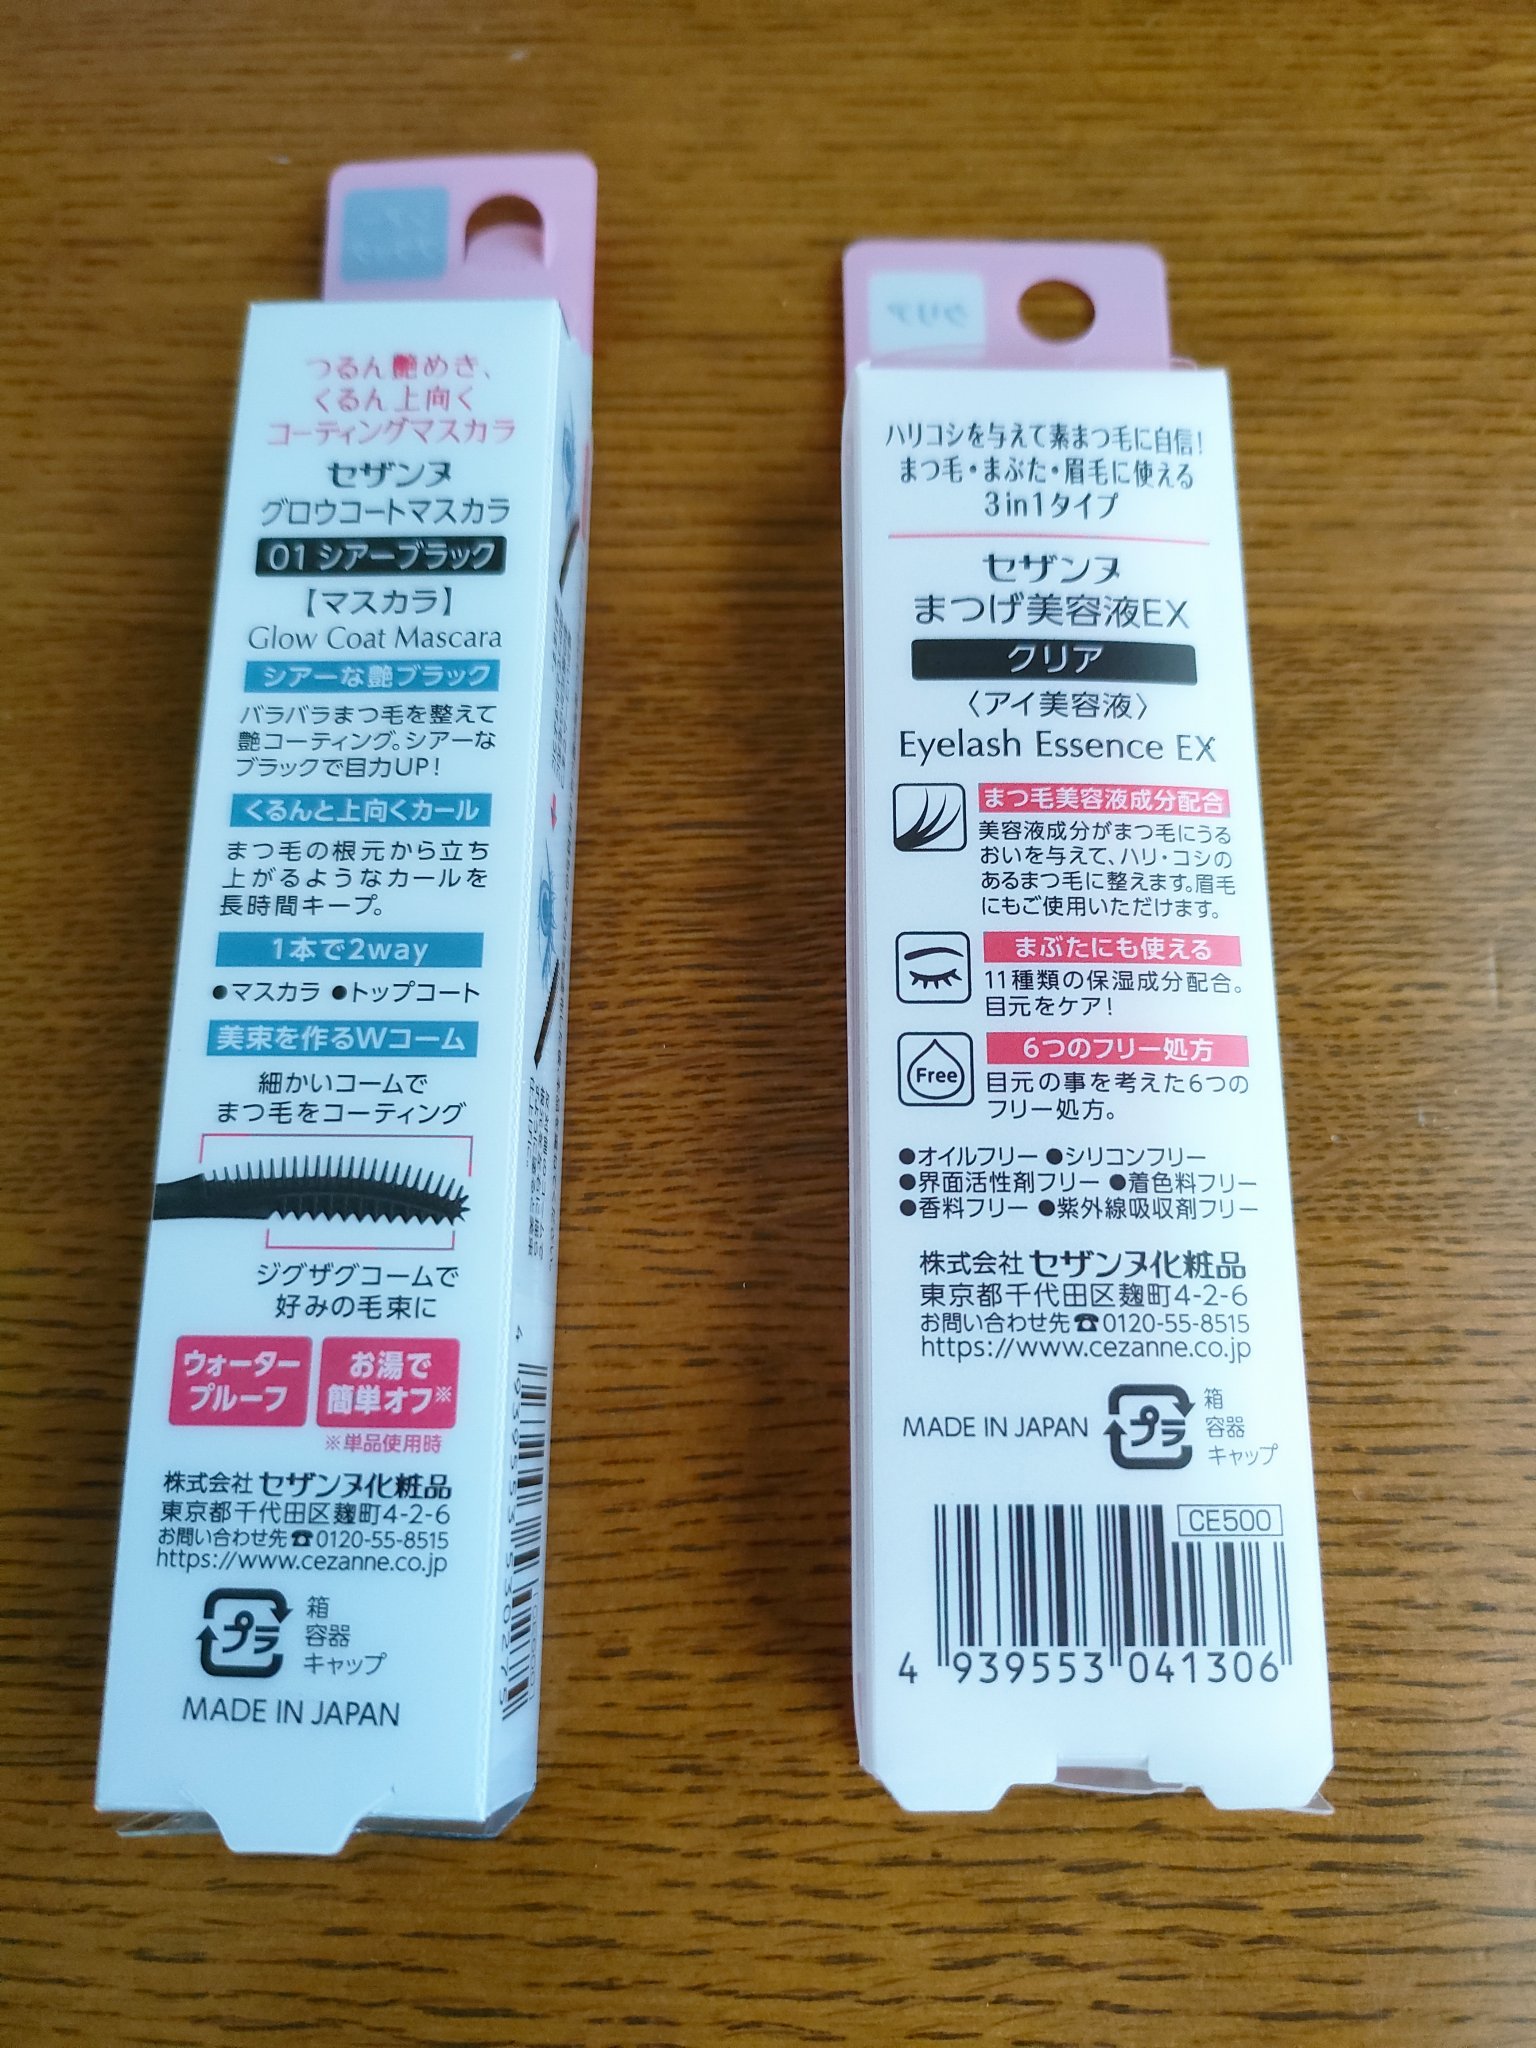 つるん艶めき、
くるん上向く
コーティングマスカラ
セザンヌ
グロウコートマスカラ
01 シアーブラック
【マスカラ】
Glow Coat Mascara
シアーな艶ブラック
バラバラまつ毛を整えて
艶コーティング。シアーな
ブラックで目力UP!
くるんと上向くカール
まつ毛の根元から立ち
上がるようなカールを
長時間キープ。
1本で2way
●マスカラ ●トップコート
美束を作るWコーム
細かいコームで
まつ毛をコーティング
ジグザグコームで
好みの毛束に
ウォーター
プルーフ
お湯で
簡単オフ※
※単品使用時
株式会社 セザンヌ化粧品
東京都千代田区麹町4-2-6
お問い合わせ先☎0120-55-8515
https://www.cezanne.co.jp
プラ
箱
容器
キャップ
MADE IN JAPAN
4 939553 530275
クリア
ハリコシを与えて素まつ毛に自信!
まつ毛・まぶた・眉毛に使える
3in1タイプ
セザンヌ
まつげ美容液EX
クリア
〈アイ美容液〉
Eyelash Essence EX
まつ毛美容液成分配合
美容液成分がまつ毛にうる
おいを与えて、ハリ・コシの
あるまつ毛に整えます。眉毛
にもご使用いただけます。
まぶたにも使える
11種類の保湿成分配合。
目元をケア!
Free
6つのフリー処方
目元の事を考えた6つの
フリー処方。
●オイルフリー ●シリコンフリー
●界面活性剤フリー ●着色料フリー
●香料フリー ●紫外線吸収剤フリー
株式会社 セザンヌ化粧品
東京都千代田区麹町4-2-6
お問い合わせ先☎0120-55-8515
https://www.cezanne.co.jp
MADE IN JAPAN
プラ
箱
容器
キャップ
CE500
4 939553 041306